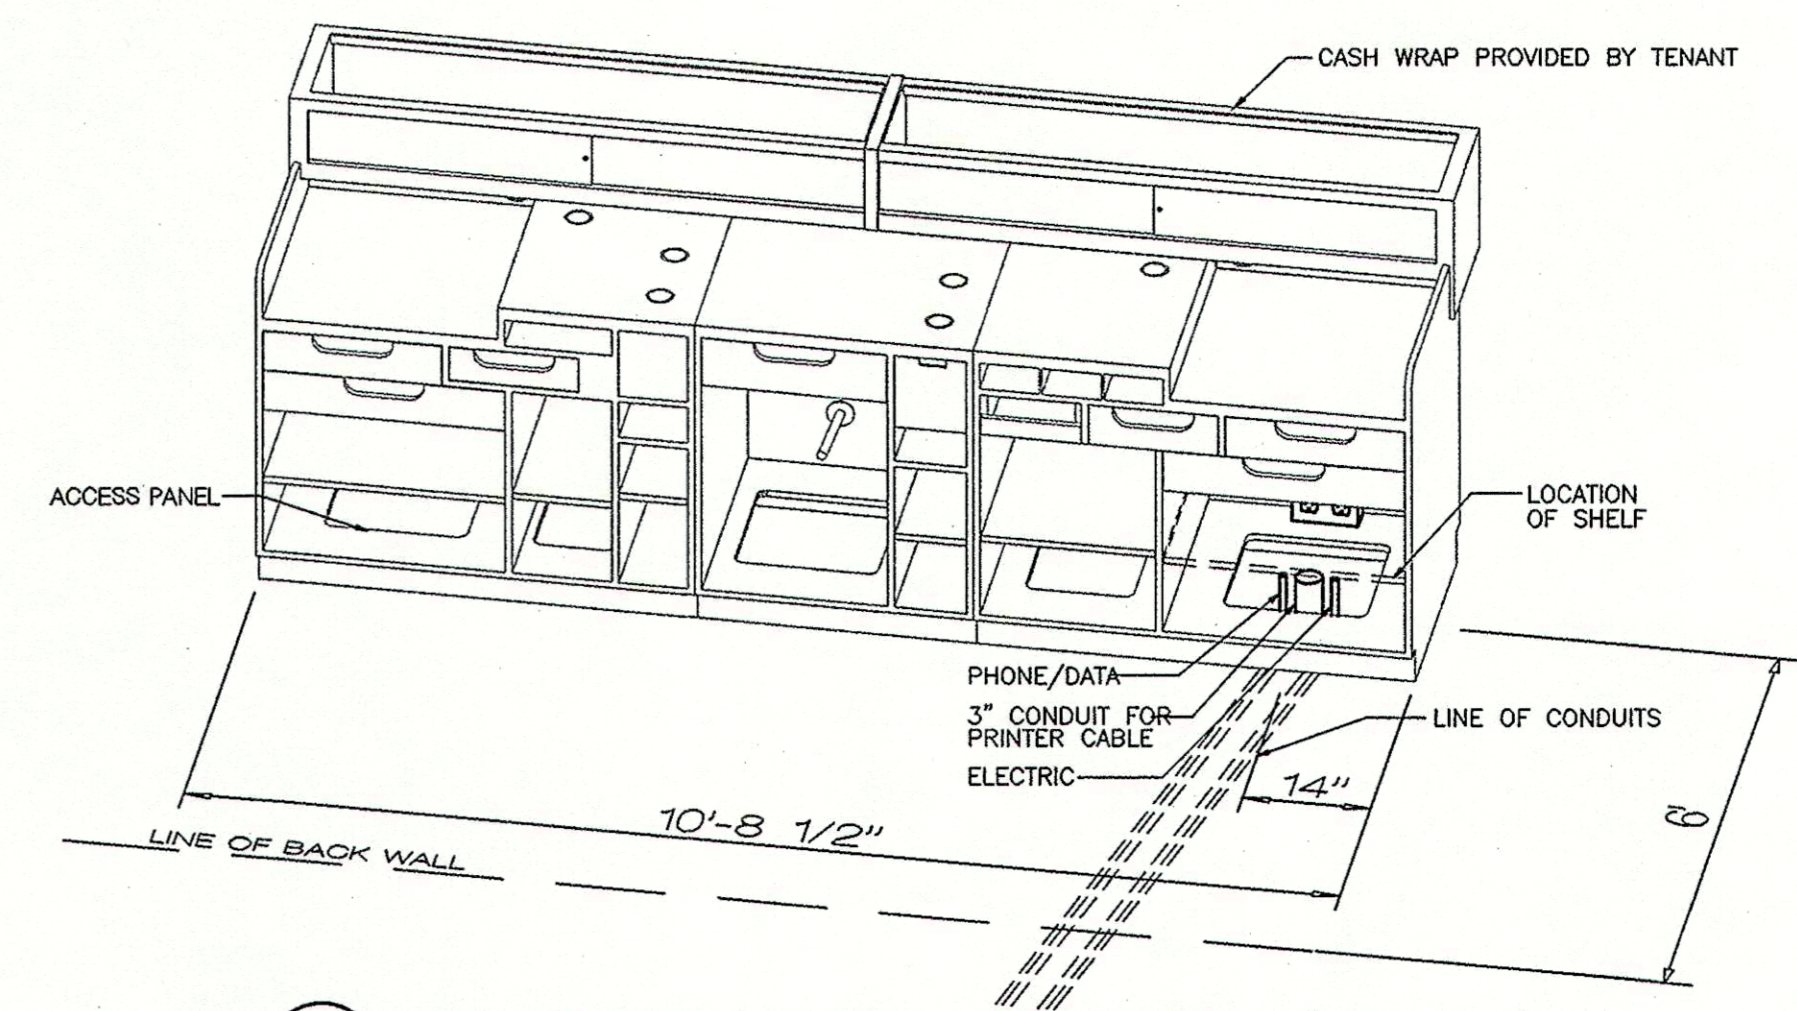 CASH WRAP PROVIDED BY TENANT
ACCESS PANEL
LOCATION
OF SHELF
PHONE/DATA
3" CONDUIT FOR
PRINTER CABLE
LINE OF CONDUITS
ELECTRIC
14"
10'-8 1/2"
LINE OF BACK WALL